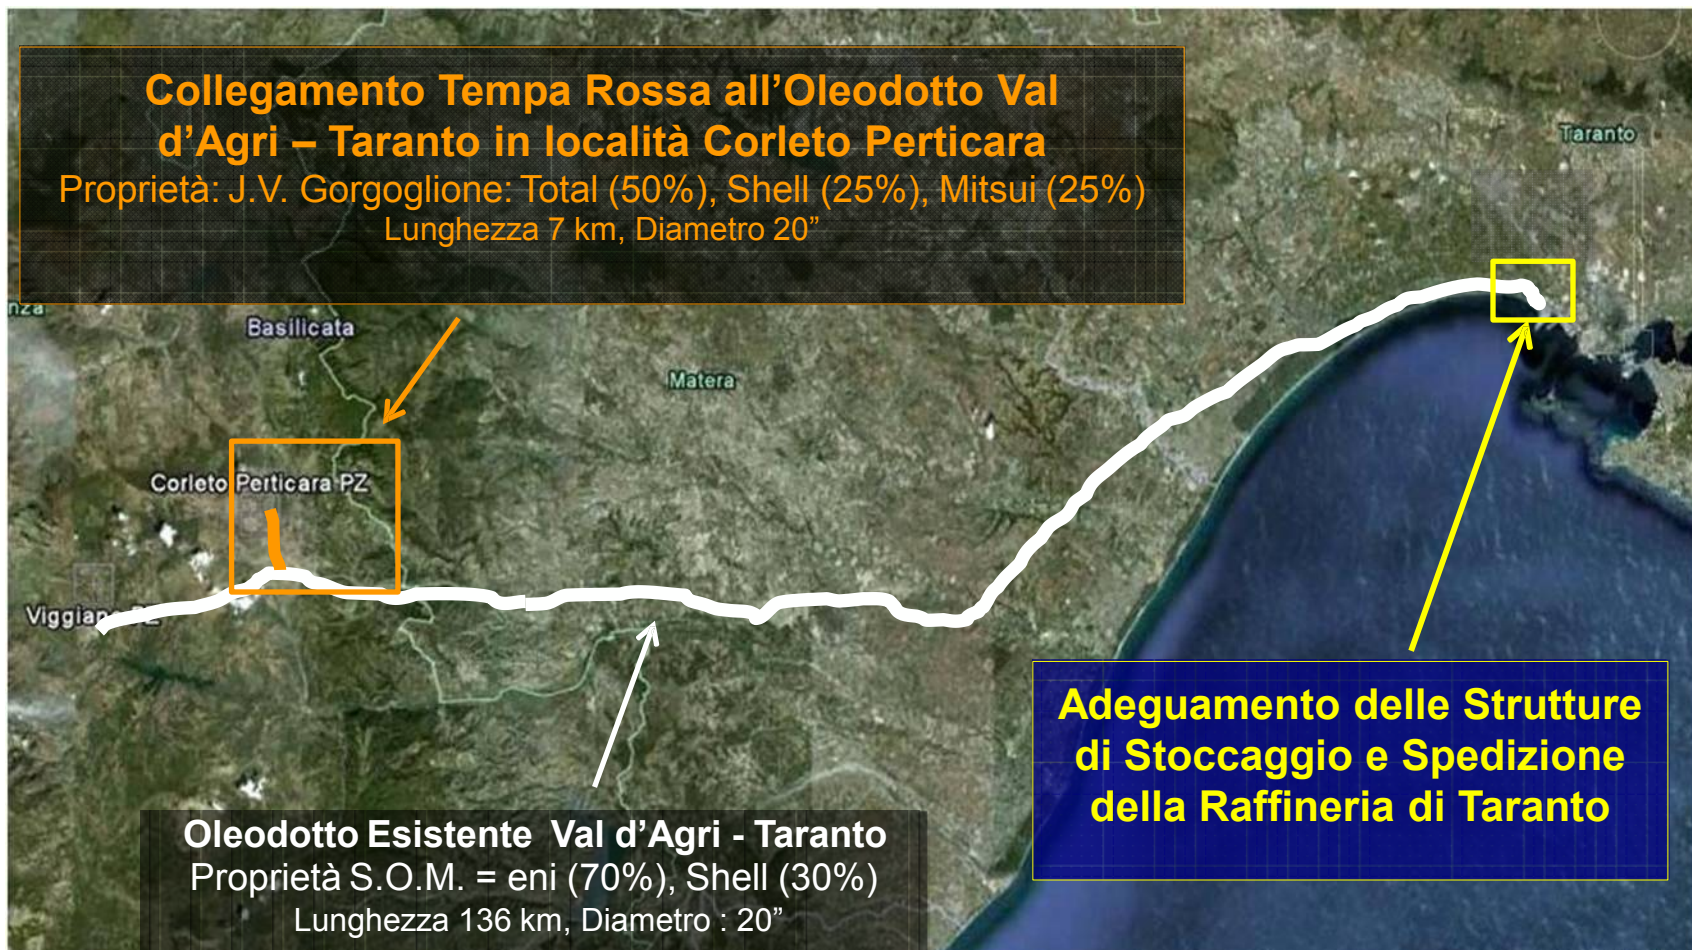 Collegamento Tempa Rossa all’Oleodotto Val
d’Agri – Taranto in località Corleto Perticara
Proprietà: J.V. Gorgoglione: Total (50%), Shell (25%), Mitsui (25%)
Lunghezza 7 km, Diametro 20”
Taranto
nza
Basilicata
Matera
Corleto Perticara PZ
Viggiano PZ
Adeguamento delle Strutture
di Stoccaggio e Spedizione
della Raffineria di Taranto
Oleodotto Esistente Val d’Agri - Taranto
Proprietà S.O.M. = eni (70%), Shell (30%)
Lunghezza 136 km, Diametro : 20”